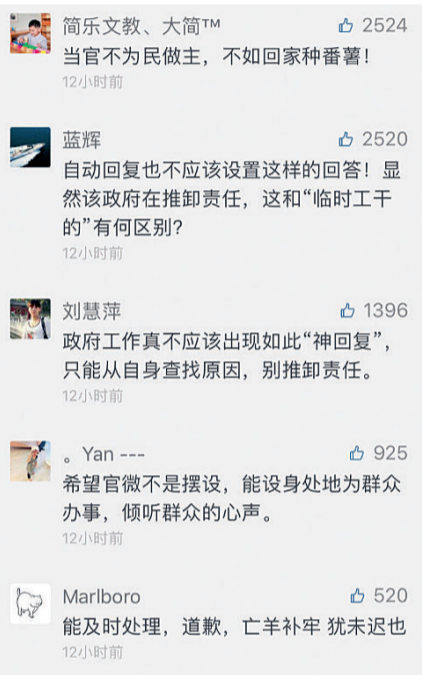 简乐文教、大简™ 2524
当官不为民做主，不如回家种番薯！
12小时前
蓝辉 2520
自动回复也不应该设置这样的回答！显
然该政府在推卸责任，这和“临时工干
的”有何区别？
12小时前
刘慧萍 1396
政府工作真不应该出现如此“神回复”，
只能从自身查找原因，别推卸责任。
12小时前
。Yan --- 925
希望官微不是摆设，能设身处地为群众
办事，倾听群众的心声。
12小时前
Marlboro 520
能及时处理，道歉，亡羊补牢 犹未迟也
12小时前